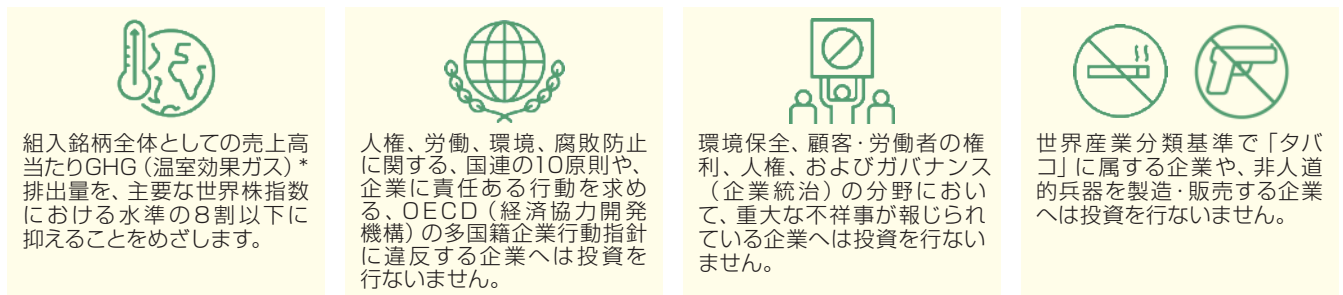 組入銘柄全体としての売上高
当たりGHG（温室効果ガス）*
排出量を、主要な世界株指数
における水準の8割以下に
抑えることをめざします。
人権、労働、環境、腐敗防止
に関する、国連の10原則や、
企業に責任ある行動を求め
る、OECD（経済協力開発
機構）の多国籍企業行動指針
に違反する企業へは投資を
行ないません。
環境保全、顧客・労働者の権
利、人権、およびガバナンス
（企業統治）の分野におい
て、重大な不祥事が報じられ
ている企業へは投資を行ない
ません。
世界産業分類基準で「タバ
コ」に属する企業や、非人道
的兵器を製造・販売する企業
へは投資を行ないません。